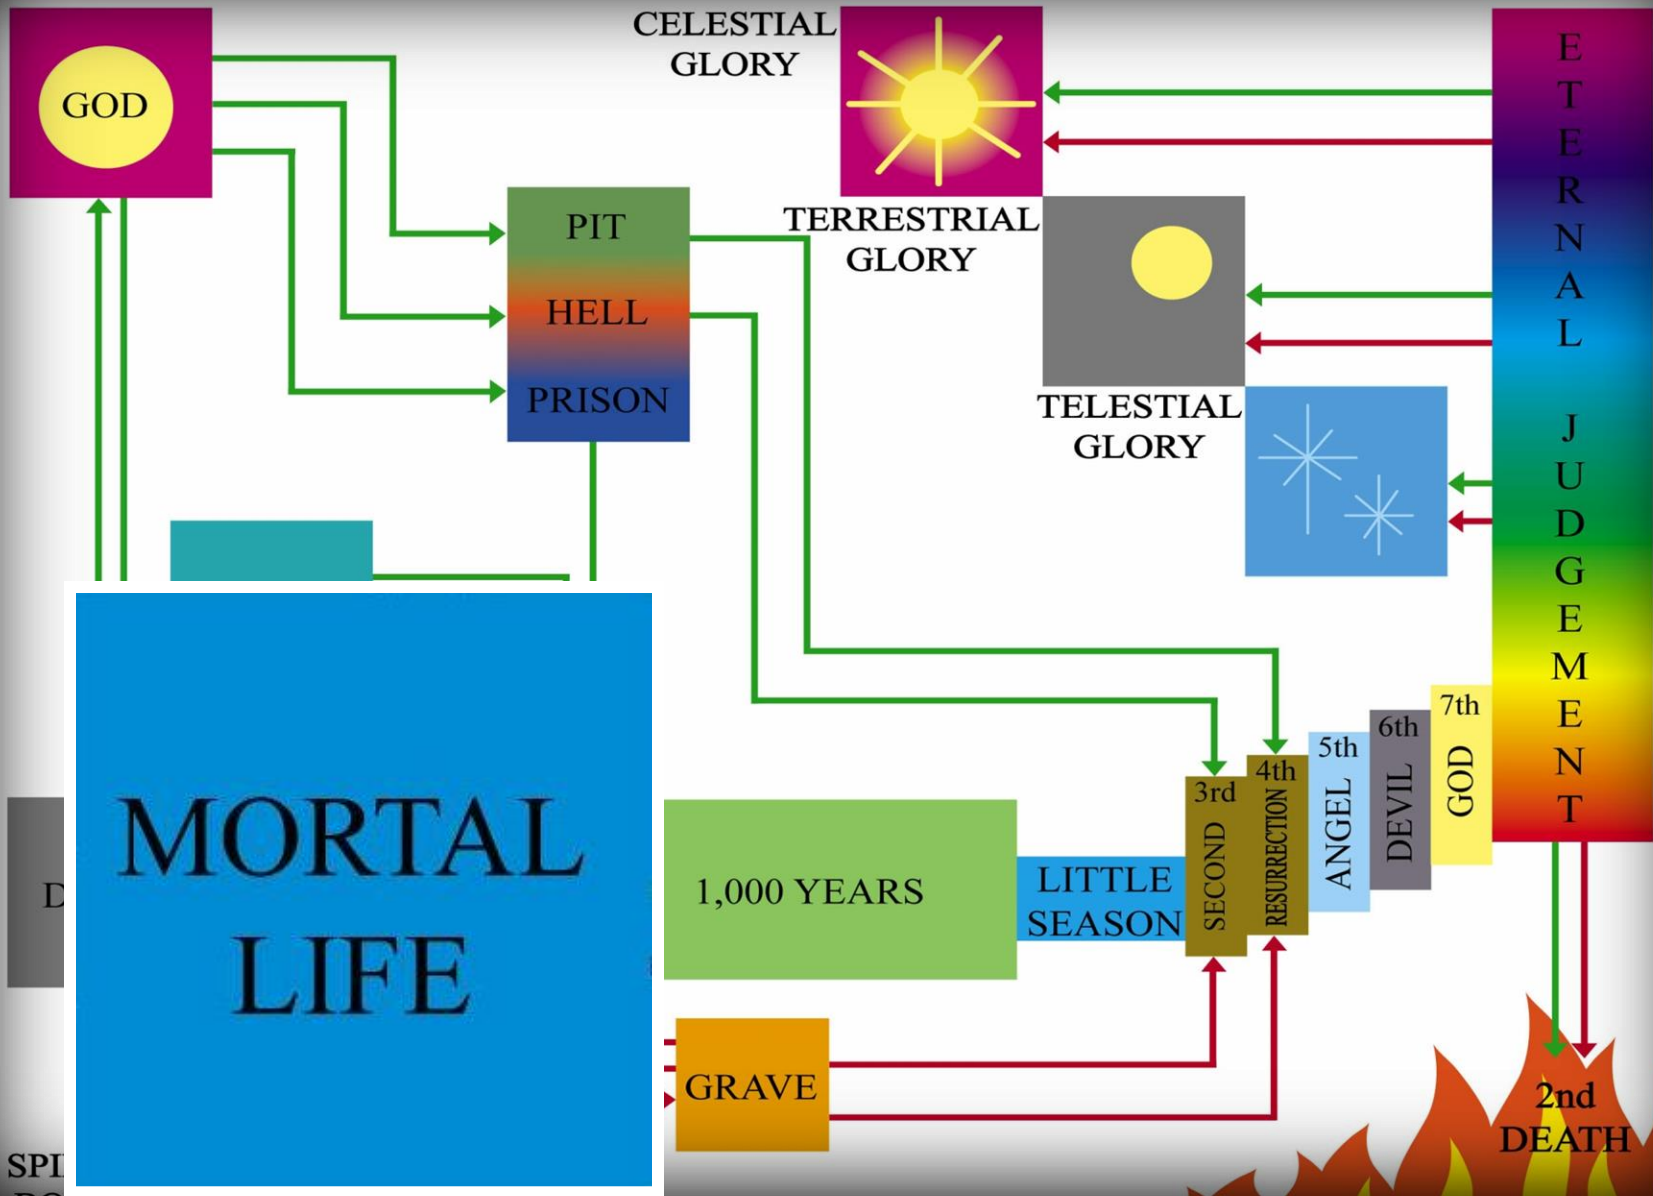 GOD
CELESTIAL
GLORY
PIT
HELL
PRISON
TERRESTRIAL
GLORY
TELESTIAL
GLORY
ETERNAL JUDGEMENT
MORTAL
LIFE
1,000 YEARS
LITTLE
SEASON
3rd
SECOND
4th
RESURRECTION
5th
ANGEL
6th
DEVIL
7th
GOD
GRAVE
2nd
DEATH